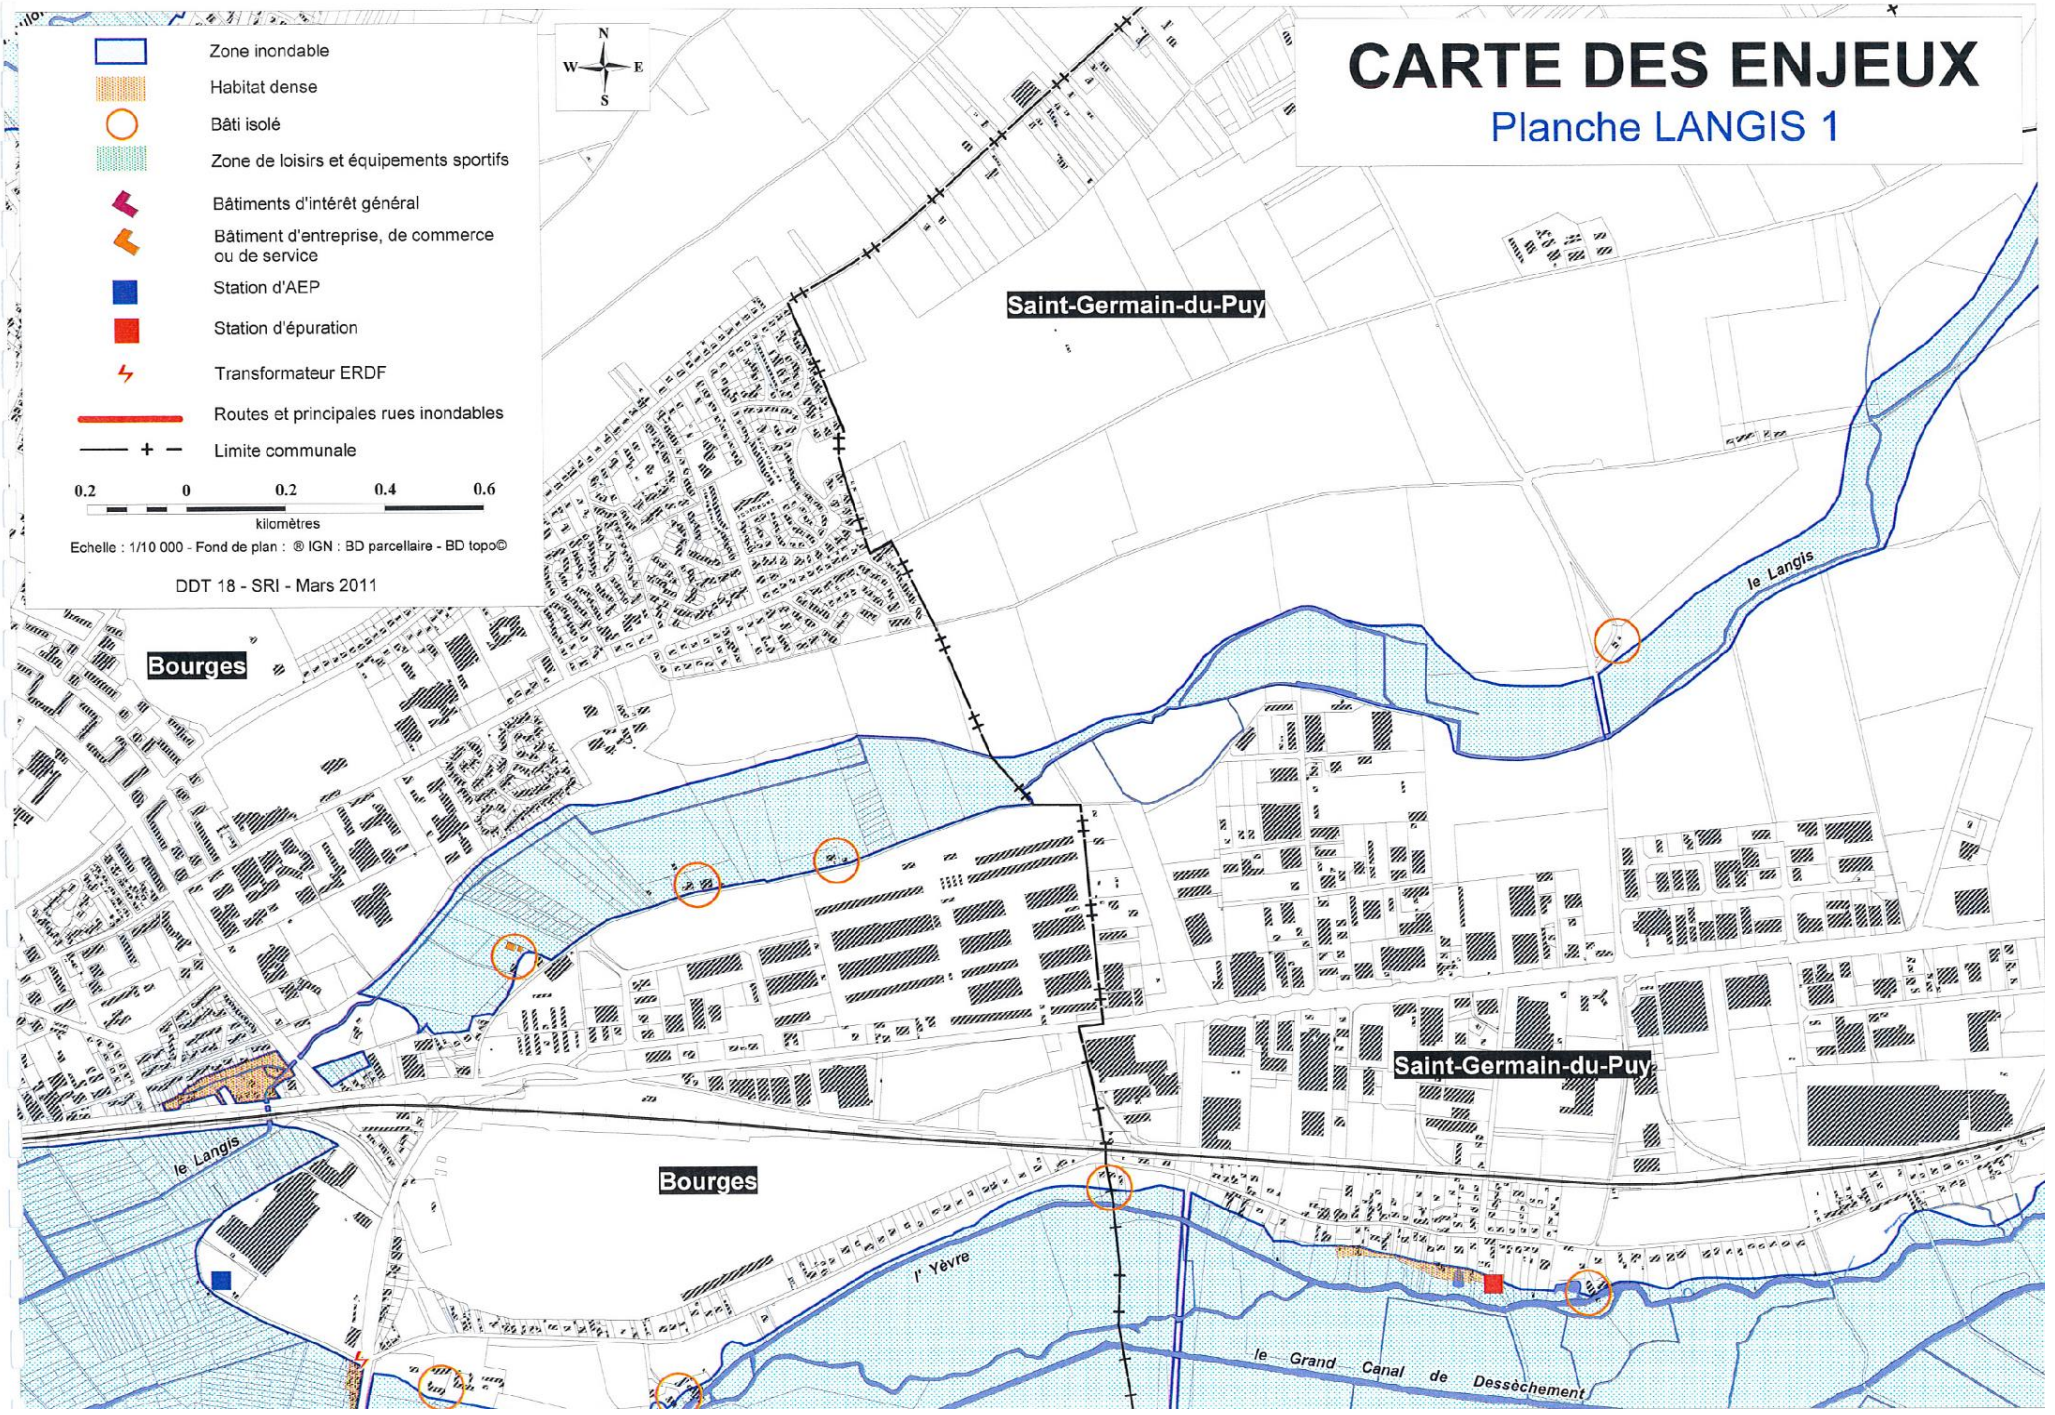 CARTE DES ENJEUX
Planche LANGIS 1
Zone inondable
Habitat dense
Bâti isolé
Zone de loisirs et équipements sportifs
Bâtiments d'intérêt général
Bâtiment d'entreprise, de commerce
ou de service
Station d'AEP
Station d'épuration
Transformateur ERDF
Routes et principales rues inondables
Limite communale
0.2 0 0.2 0.4 0.6
kilomètres
Echelle : 1/10 000 - Fond de plan : ® IGN : BD parcellaire - BD topo©
DDT 18 - SRI - Mars 2011
N
W E
S
Saint-Germain-du-Puy
le Langis
Bourges
Saint-Germain-du-Puy
le Langis
Bourges
l' Yèvre
le Grand Canal de Dessèchement